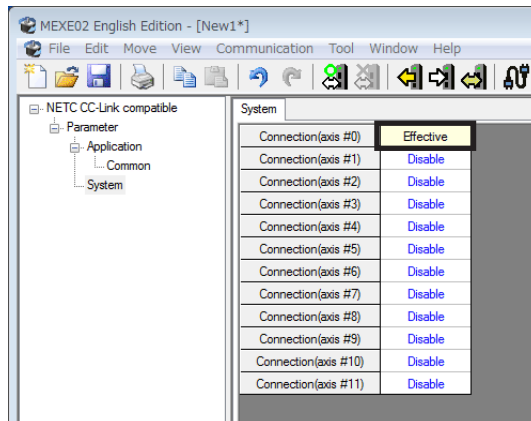 MEXE02 English Edition - [New1*]
File Edit Move View Communication Tool Window Help
NETC CC-Link compatible
Parameter
Application
Common
System
System
Connection(axis #0) Effective
Connection(axis #1) Disable
Connection(axis #2) Disable
Connection(axis #3) Disable
Connection(axis #4) Disable
Connection(axis #5) Disable
Connection(axis #6) Disable
Connection(axis #7) Disable
Connection(axis #8) Disable
Connection(axis #9) Disable
Connection(axis #10) Disable
Connection(axis #11) Disable